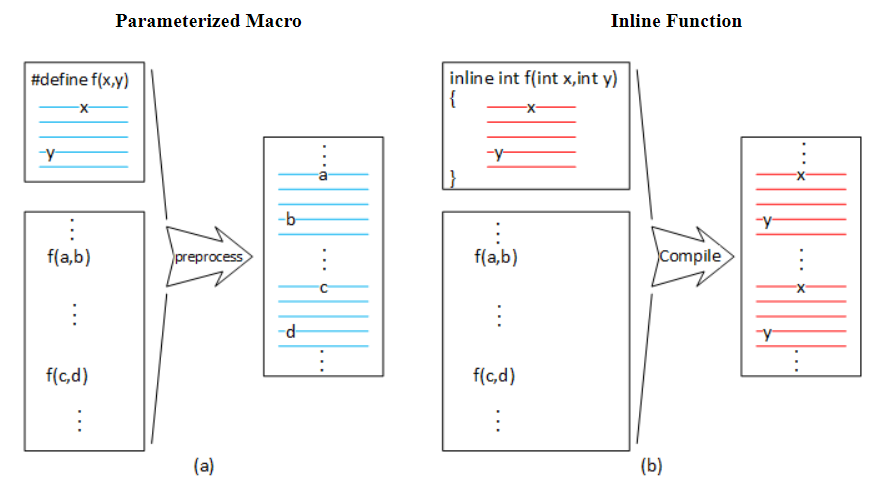 Parameterized Macro
#define f(x,y)
x
y
f(a,b)
f(c,d)
preprocess
a
b
c
d
(a)
Inline Function
inline int f(int x,int y)
{
x
y
}
f(a,b)
f(c,d)
Compile
x
y
x
y
(b)